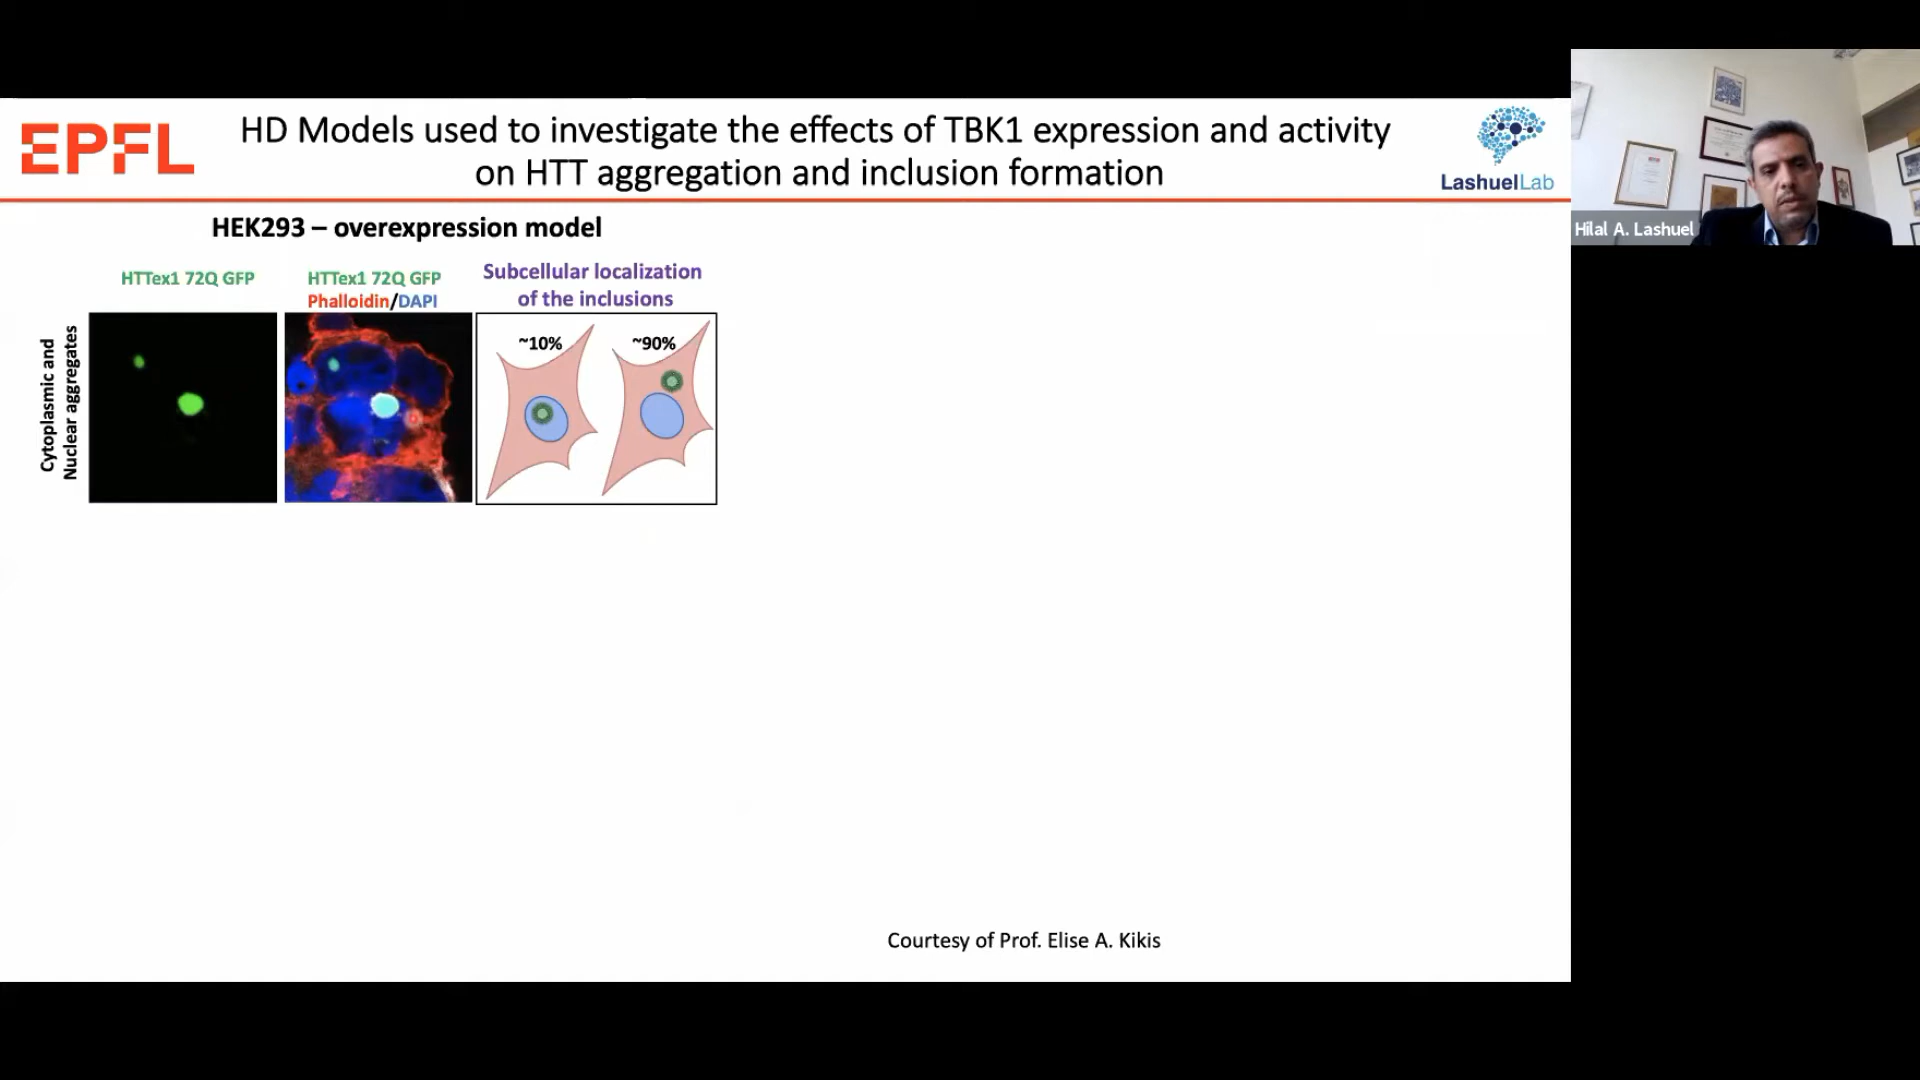 EPFL
HD Models used to investigate the effects of TBK1 expression and activity
on HTT aggregation and inclusion formation
LashuelLab
Hilal A. Lashuel
HEK293 – overexpression model
HTTex1 72Q GFP
HTTex1 72Q GFP
Phalloidin/DAPI
Subcellular localization
of the inclusions
Cytoplasmic and
Nuclear aggregates
~10%
~90%
Courtesy of Prof. Elise A. Kikis